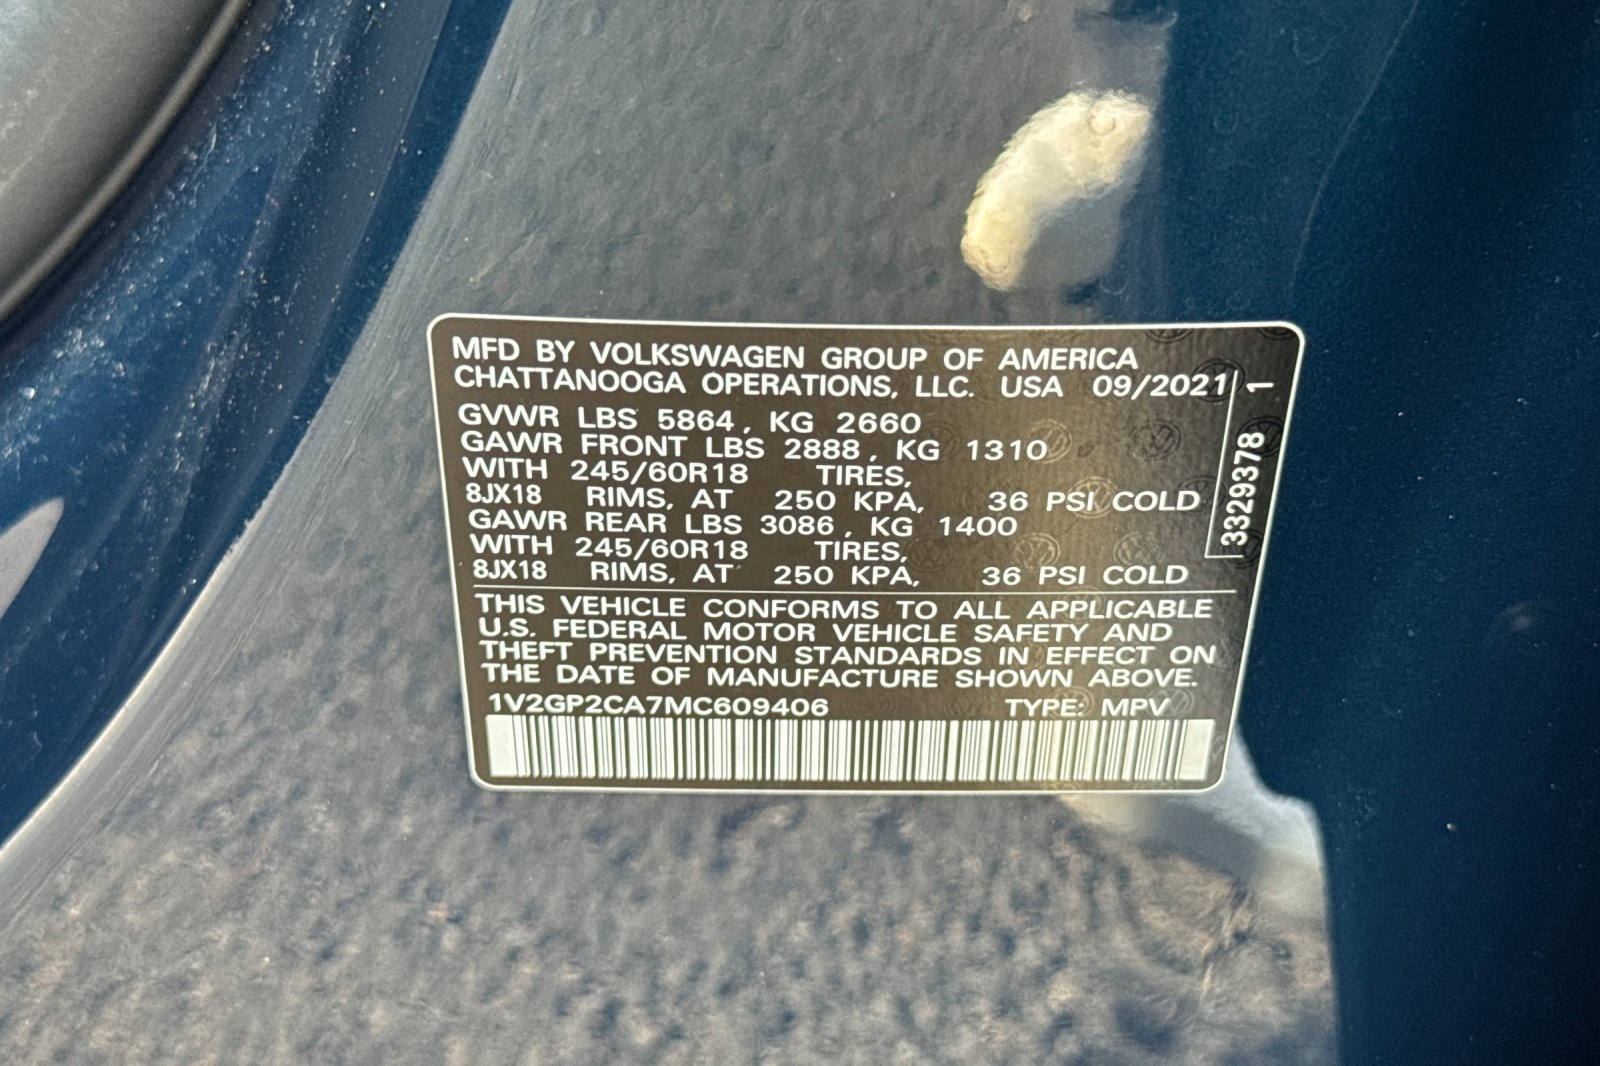 MFD BY VOLKSWAGEN GROUP OF AMERICA
CHATTANOOGA OPERATIONS, LLC. USA 09/2021
GVWR LBS 5864, KG 2660
GAWR FRONT LBS 2888, KG 1310
WITH 245/60R18 TIRES,
8JX18 RIMS, AT 250 KPA, 36 PSI COLD
GAWR REAR LBS 3086, KG 1400
WITH 245/60R18 TIRES,
8JX18 RIMS, AT 250 KPA, 36 PSI COLD
THIS VEHICLE CONFORMS TO ALL APPLICABLE
U.S. FEDERAL MOTOR VEHICLE SAFETY AND
THEFT PREVENTION STANDARDS IN EFFECT ON
THE DATE OF MANUFACTURE SHOWN ABOVE.
1V2GP2CA7MC609406 TYPE: MPV
3329378 1